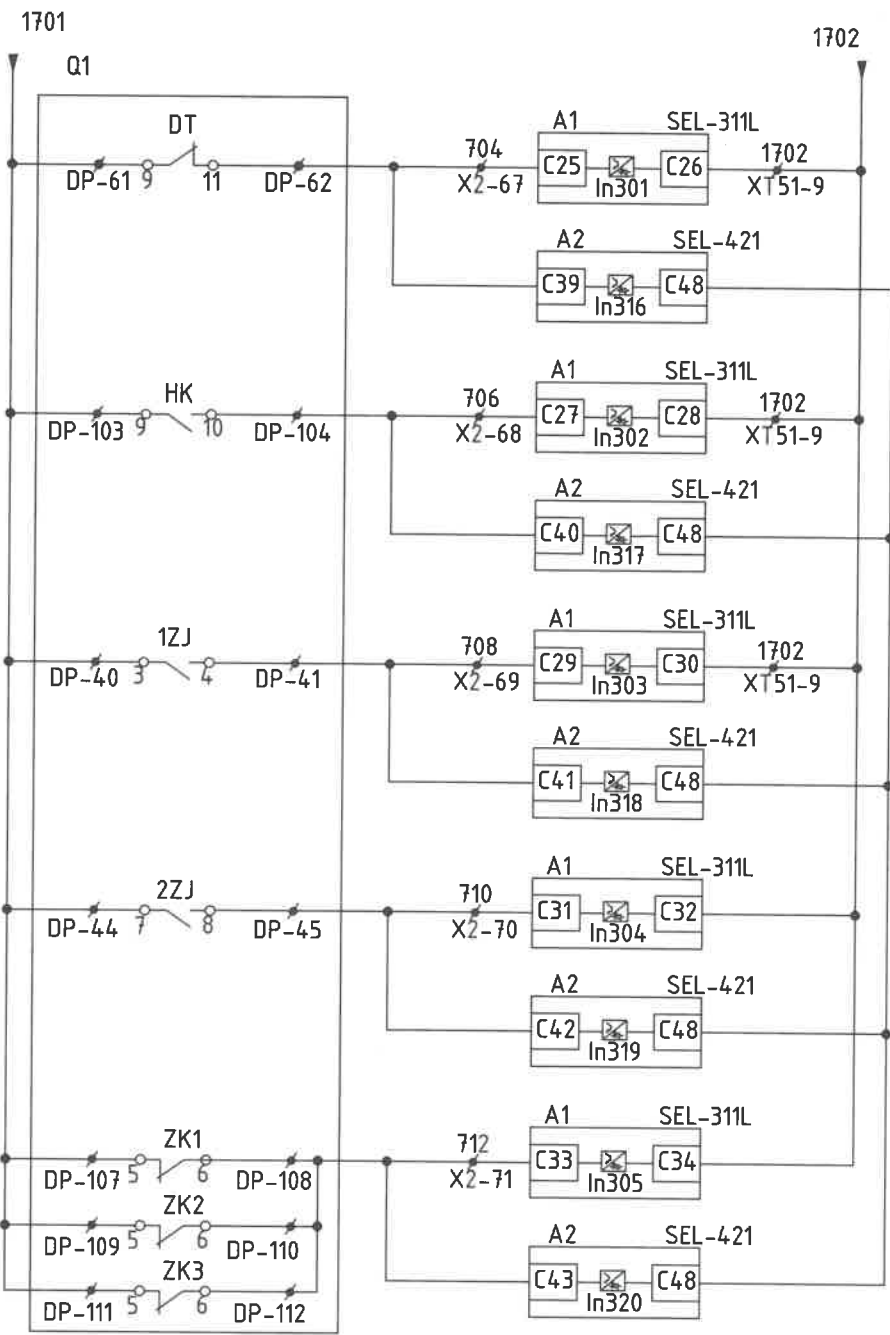 1701
1702
Q1
DT
A1 SEL-311L
704
C25 C26
1702
DP-61 9 11 DP-62
X2-67
In301
XT51-9
A2 SEL-421
C39 C48
In316
HK
A1 SEL-311L
706
C27 C28
1702
DP-103 9 10 DP-104
X2-68
In302
XT51-9
A2 SEL-421
C40 C48
In317
1ZJ
A1 SEL-311L
708
C29 C30
1702
DP-40 3 4 DP-41
X2-69
In303
XT51-9
A2 SEL-421
C41 C48
In318
2ZJ
A1 SEL-311L
710
C31 C32
DP-44 7 8 DP-45
X2-70
In304
A2 SEL-421
C42 C48
In319
ZK1
A1 SEL-311L
712
C33 C34
DP-107 5 6 DP-108
X2-71
In305
ZK2
DP-109 5 6 DP-110
A2 SEL-421
ZK3
C43 C48
DP-111 5 6 DP-112
In320